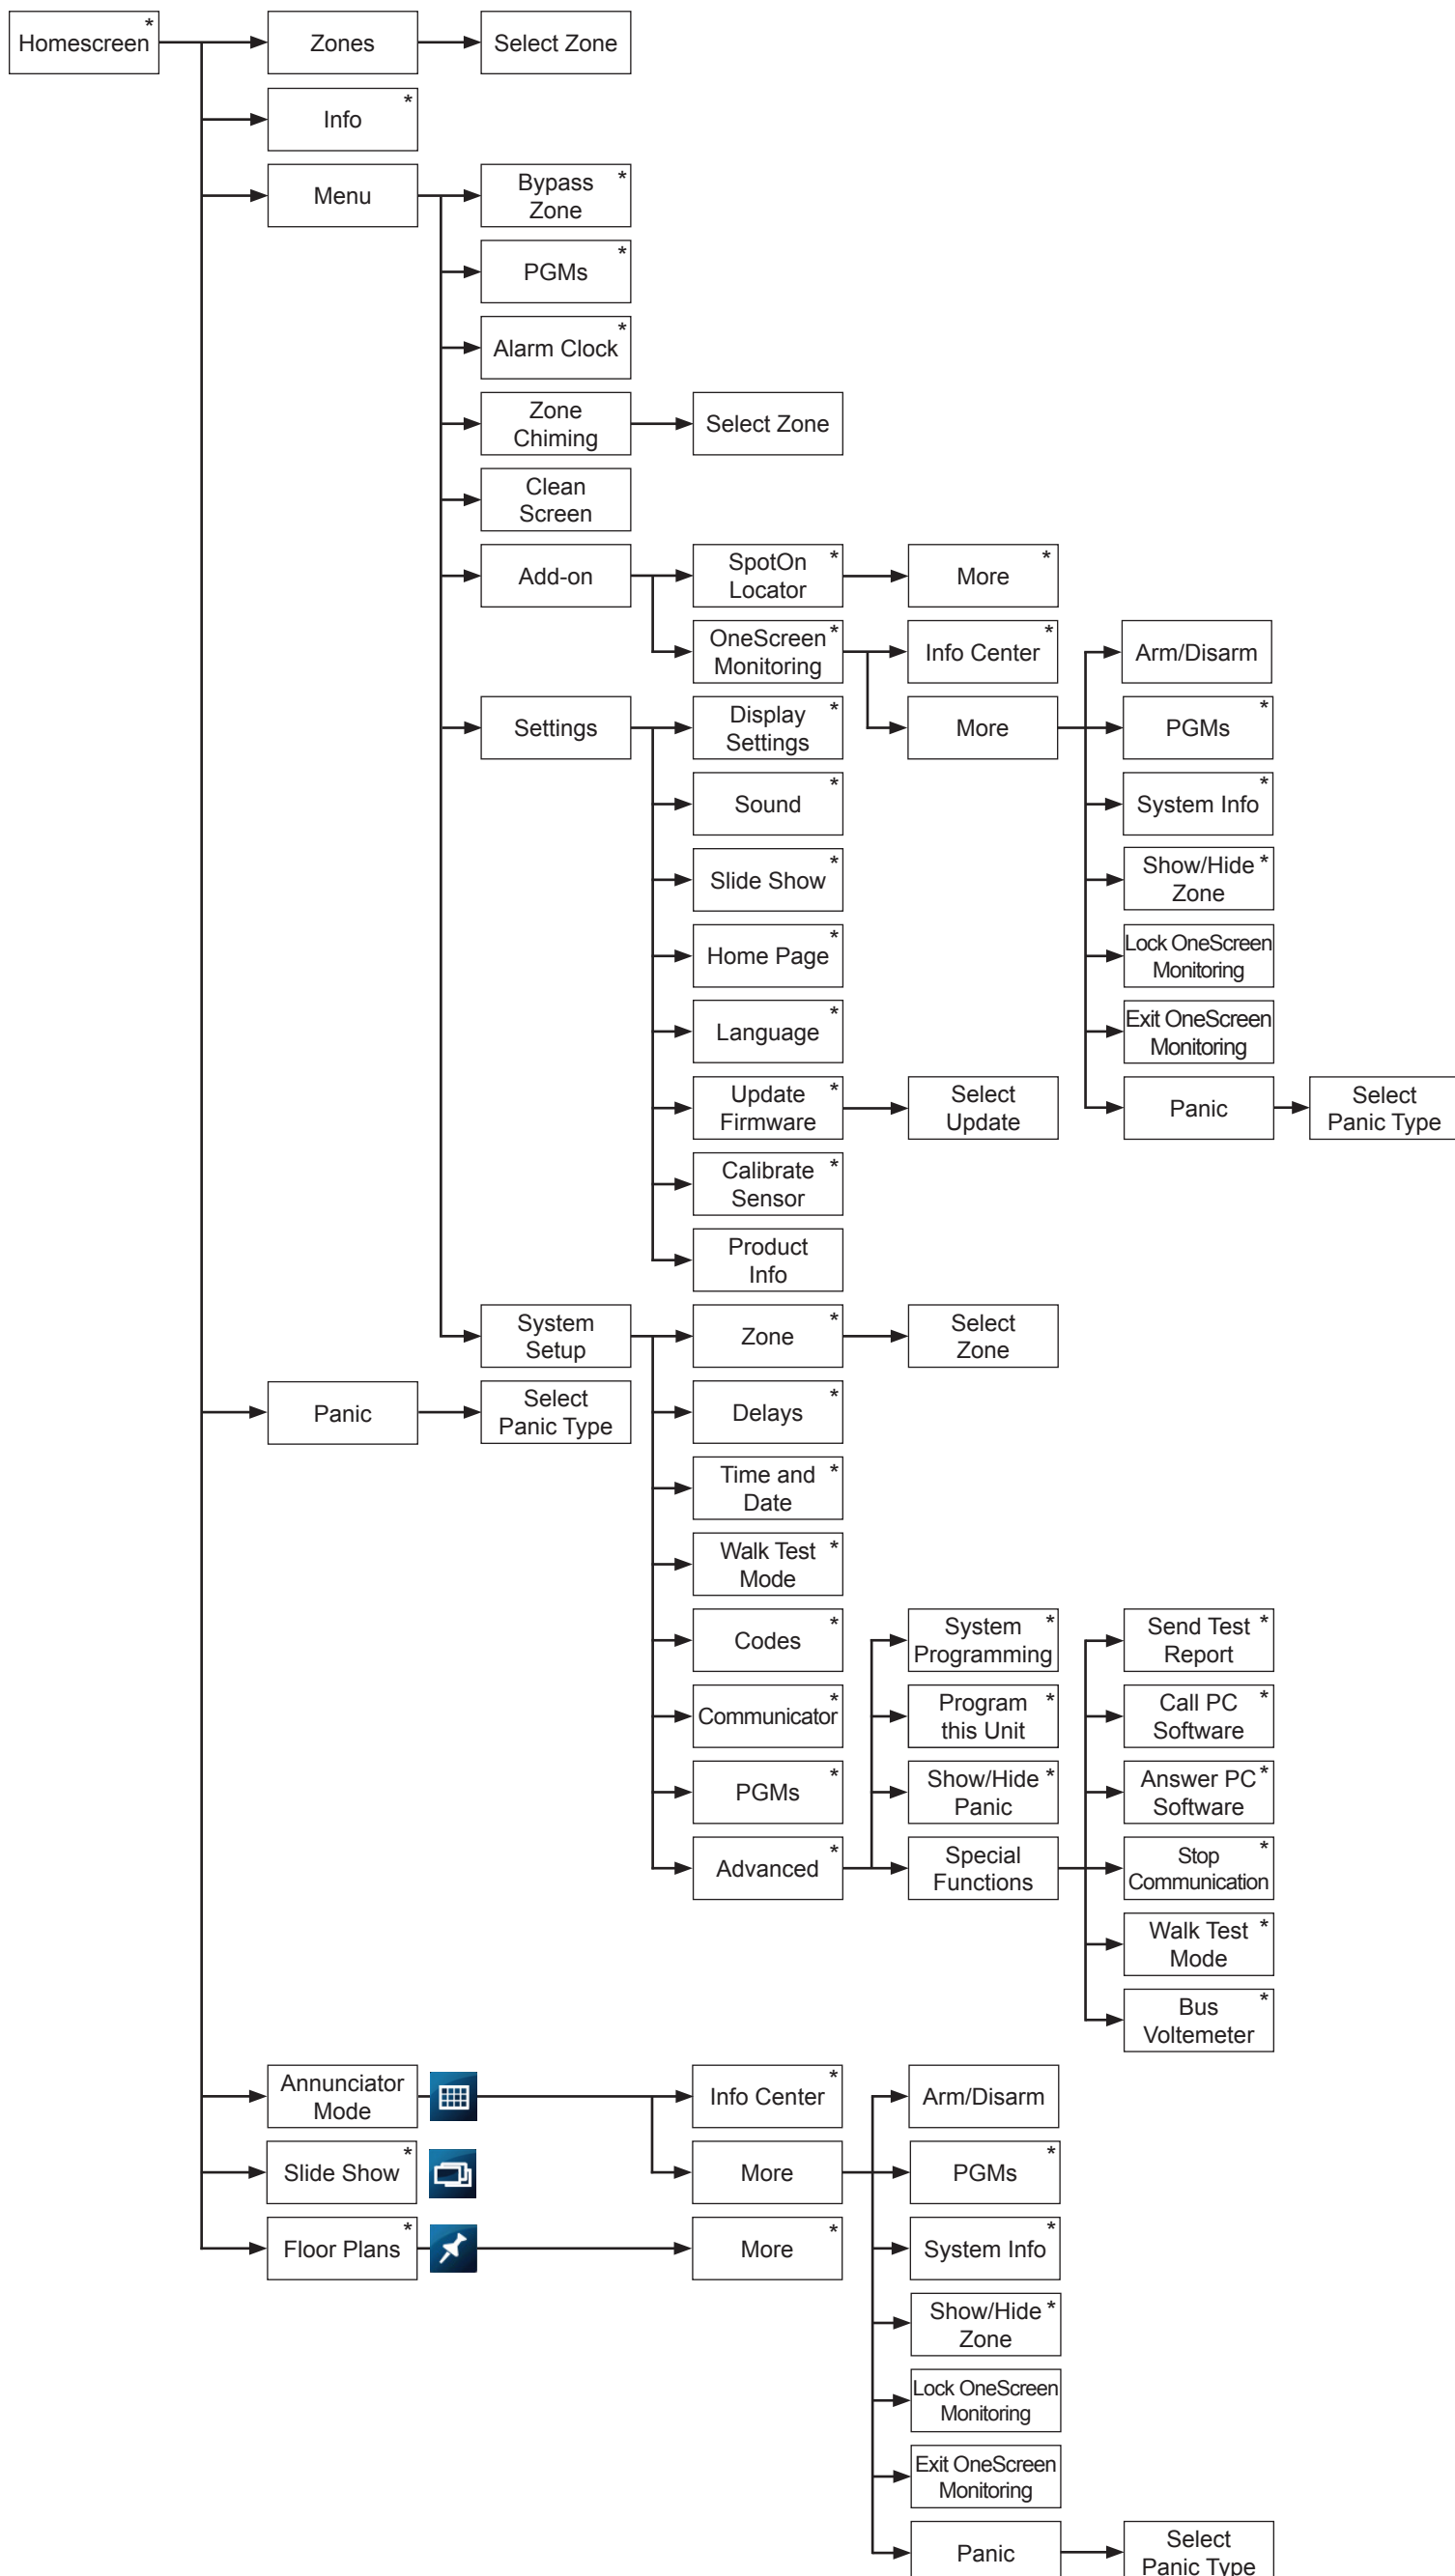 Homescreen *
Zones
Select Zone
Info *
Menu
Bypass *
Zone
PGMs *
Alarm Clock *
Zone
Chiming
Select Zone
Clean
Screen
Add-on
SpotOn *
Locator
More *
OneScreen *
Monitoring
Info Center *
Arm/Disarm
Settings
Display *
Settings
More
PGMs *
Sound *
System Info *
Slide Show *
Show/Hide *
Zone
Home Page *
Lock OneScreen
Monitoring
Language *
Exit OneScreen
Monitoring
Update *
Firmware
Select
Update
Panic
Select
Panic Type
Calibrate *
Sensor
Product
Info
System
Setup
Zone *
Select
Zone
Panic
Select
Panic Type
Delays *
Time and *
Date
Walk Test *
Mode
Codes *
System *
Programming
Send Test *
Report
Communicator *
Program *
this Unit
Call PC *
Software
PGMs *
Show/Hide *
Panic
Answer PC *
Software
Advanced *
Special
Functions
Stop *
Communication
Walk Test *
Mode
Bus *
Voltemeter
Annunciator
Mode
Info Center *
Arm/Disarm
Slide Show *
More
PGMs *
Floor Plans *
More *
System Info *
Show/Hide *
Zone
Lock OneScreen
Monitoring
Exit OneScreen
Monitoring
Panic
Select
Panic Type